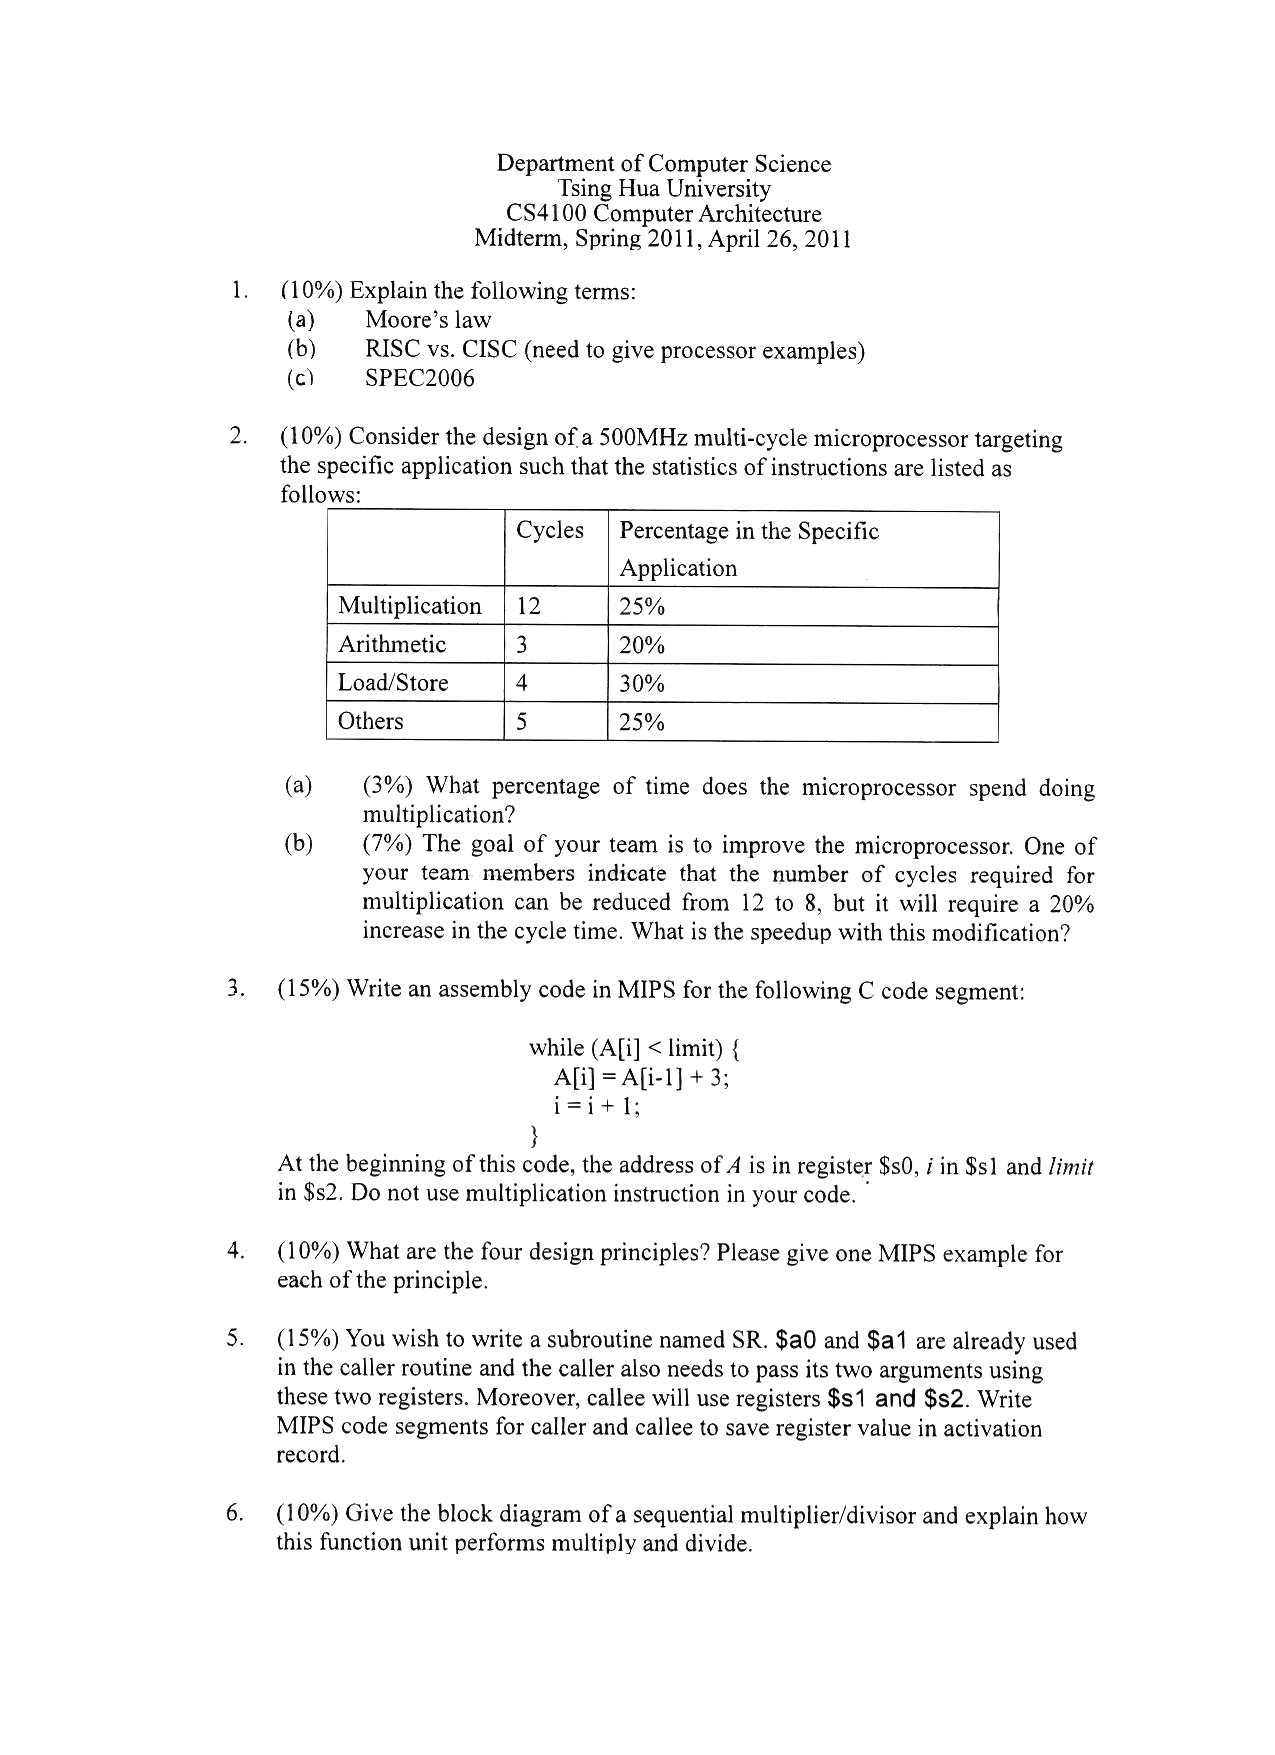 Department of Computer Science
Tsing Hua University
CS4100 Computer Architecture
Midterm, Spring 2011, April 26, 2011
1. (10%) Explain the following terms:
(a) Moore's law
(b) RISC vs. CISC (need to give processor examples)
(c) SPEC2006
2. (10%) Consider the design of a 500MHz multi-cycle microprocessor targeting
the specific application such that the statistics of instructions are listed as
follows:
Cycles Percentage in the Specific
Application
Multiplication 12 25%
Arithmetic 3 20%
Load/Store 4 30%
Others 5 25%
(a) (3%) What percentage of time does the microprocessor spend doing
multiplication?
(b) (7%) The goal of your team is to improve the microprocessor. One of
your team members indicate that the number of cycles required for
multiplication can be reduced from 12 to 8, but it will require a 20%
increase in the cycle time. What is the speedup with this modification?
3. (15%) Write an assembly code in MIPS for the following C code segment:
while (A[i] < limit) {
A[i] = A[i-1] + 3;
i = i + 1;
}
At the beginning of this code, the address of A is in register $s0, i in $s1 and limit
in $s2. Do not use multiplication instruction in your code.
4. (10%) What are the four design principles? Please give one MIPS example for
each of the principle.
5. (15%) You wish to write a subroutine named SR. $a0 and $a1 are already used
in the caller routine and the caller also needs to pass its two arguments using
these two registers. Moreover, callee will use registers $s1 and $s2. Write
MIPS code segments for caller and callee to save register value in activation
record.
6. (10%) Give the block diagram of a sequential multiplier/divisor and explain how
this function unit performs multiply and divide.